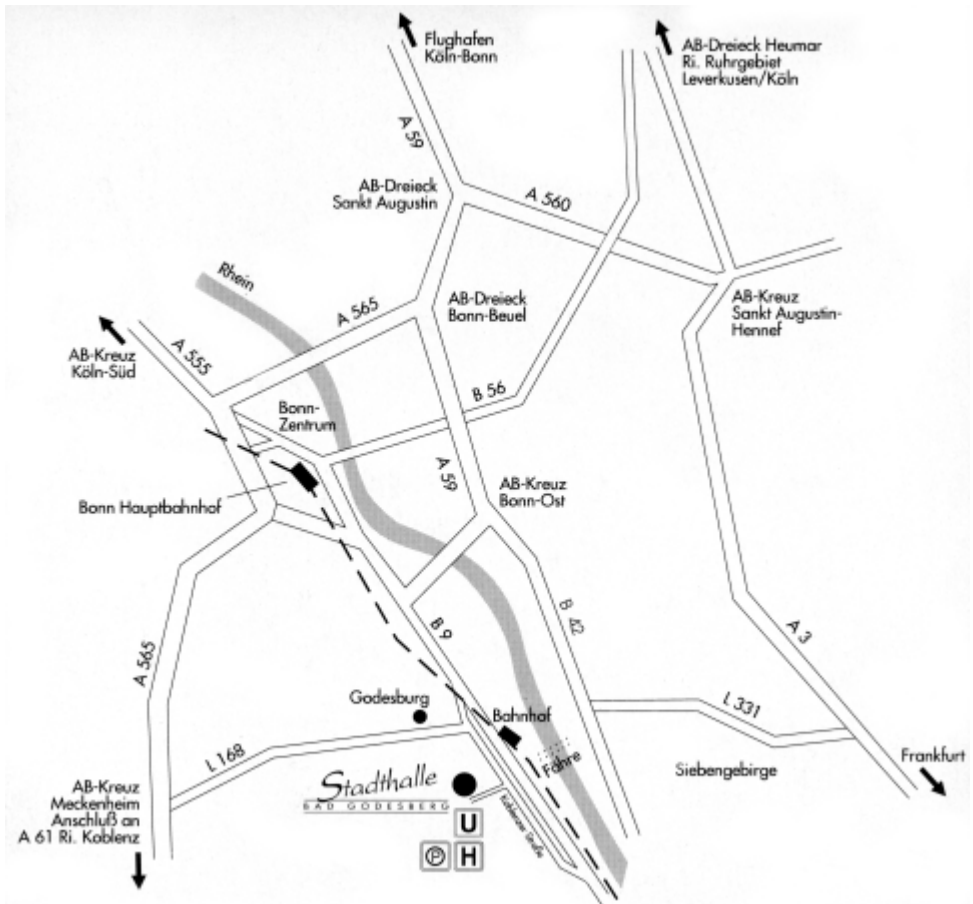 Flughafen
Köln-Bonn
AB-Dreieck Heumar
Ri. Ruhrgebiet
Leverkusen/Köln
A 59
AB-Dreieck
Sankt Augustin
A 560
Rhein
A 565
AB-Dreieck
Bonn-Beuel
AB-Kreuz
Sankt Augustin-
Hennef
AB-Kreuz
Köln-Süd
A 555
Bonn-
Zentrum
B 56
A 59
AB-Kreuz
Bonn-Ost
Bonn Hauptbahnhof
B 9
B 42
A 3
A 565
Godesburg
Bahnhof
L 331
L 168
Fähre
Siebengebirge
Frankfurt
Stadthalle
BAD GODESBERG
AB-Kreuz
Meckenheim
Anschluß an
A 61 Ri. Koblenz
Koblenzer Straße
U
P H